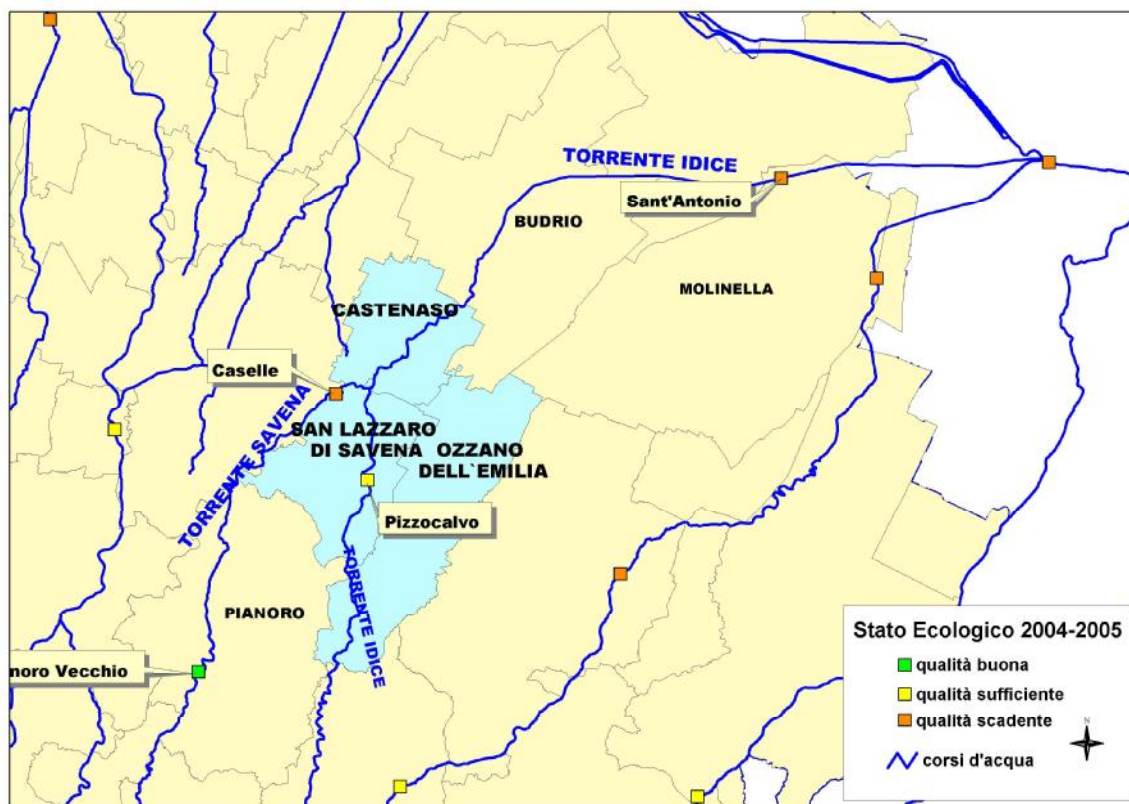 TORRENTE IDICE
Sant'Antonio
BUDRIO
MOLINELLA
CASTENASO
Caselle
TORRENTE SAVENA
SAN LAZZARO
DI SAVENA
OZZANO
DELL`EMILIA
Pizzocalvo
TORRENTE IDICE
PIANORO
noro Vecchio
Stato Ecologico 2004-2005
qualità buona
qualità sufficiente
qualità scadente
corsi d'acqua
N